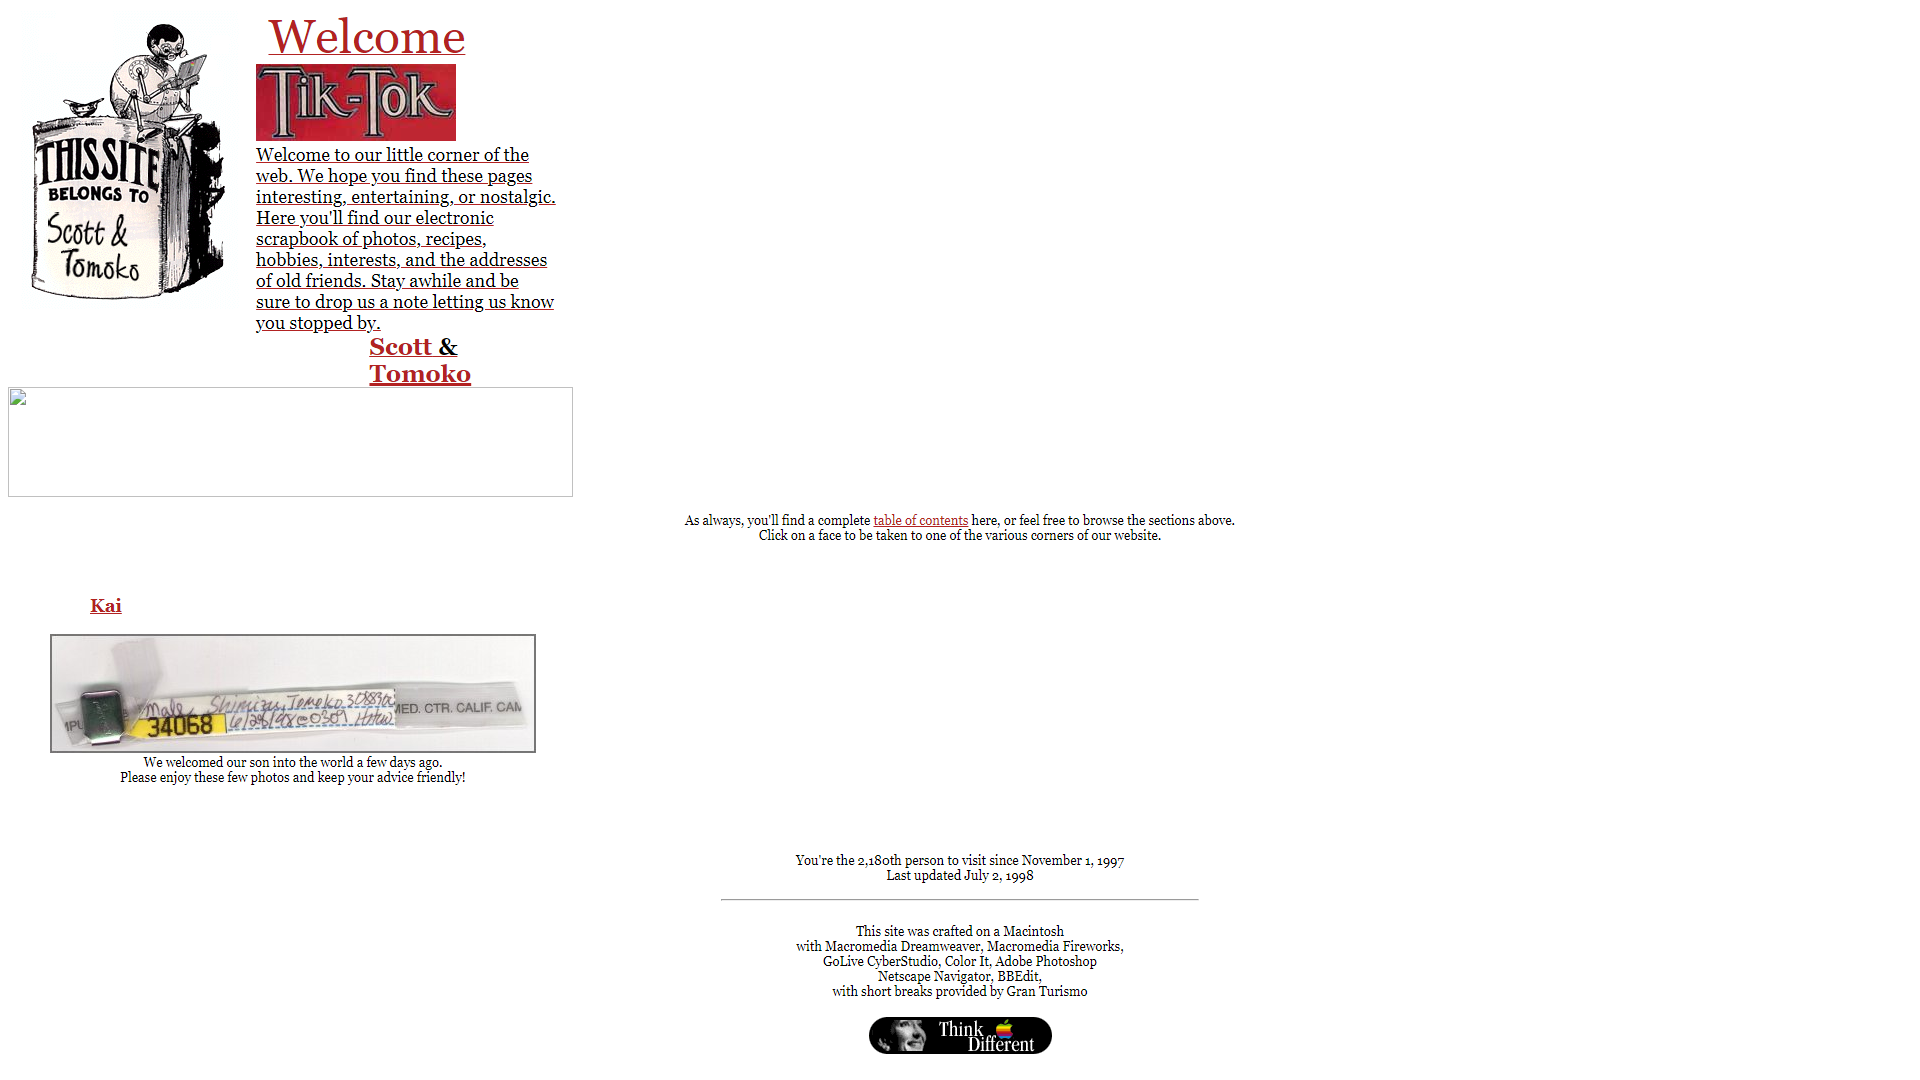 THIS SITE
BELONGS TO
Scott &
Tomoko
Welcome
Tik-Tok
Welcome to our little corner of the
web. We hope you find these pages
interesting, entertaining, or nostalgic.
Here you'll find our electronic
scrapbook of photos, recipes,
hobbies, interests, and the addresses
of old friends. Stay awhile and be
sure to drop us a note letting us know
you stopped by.
Scott &
Tomoko
As always, you'll find a complete table of contents here, or feel free to browse the sections above.
Click on a face to be taken to one of the various corners of our website.
Kai
Male, Shimizu, Tomoko
34068 6/28/98 @ 0309
MED. CTR. CALIF. CAM
We welcomed our son into the world a few days ago.
Please enjoy these few photos and keep your advice friendly!
You're the 2,180th person to visit since November 1, 1997
Last updated July 2, 1998
This site was crafted on a Macintosh
with Macromedia Dreamweaver, Macromedia Fireworks,
GoLive CyberStudio, Color It, Adobe Photoshop
Netscape Navigator, BBEdit,
with short breaks provided by Gran Turismo
Think
Different